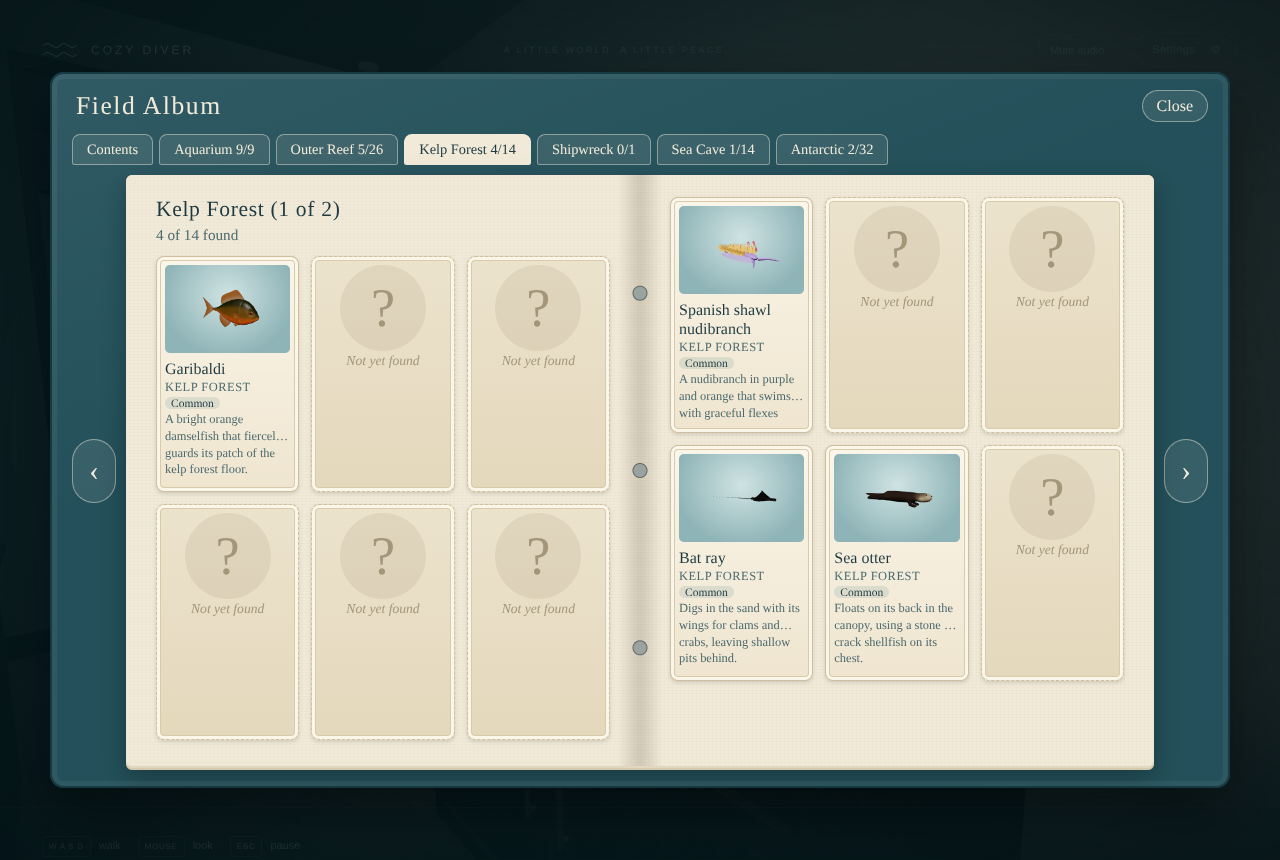 COZY DIVER
A LITTLE WORLD. A LITTLE PEACE.
Mute audio
Settings
Field Album
Close
Contents
Aquarium 9/9
Outer Reef 5/26
Kelp Forest 4/14
Shipwreck 0/1
Sea Cave 1/14
Antarctic 2/32
Kelp Forest (1 of 2)
4 of 14 found
Garibaldi
KELP FOREST
Common
A bright orange
damselfish that fiercel…
guards its patch of the
kelp forest floor.
?
Not yet found
?
Not yet found
?
Not yet found
?
Not yet found
?
Not yet found
Spanish shawl
nudibranch
KELP FOREST
Common
A nudibranch in purple
and orange that swims…
with graceful flexes
?
Not yet found
?
Not yet found
Bat ray
KELP FOREST
Common
Digs in the sand with its
wings for clams and…
crabs, leaving shallow
pits behind.
Sea otter
KELP FOREST
Common
Floats on its back in the
canopy, using a stone …
crack shellfish on its
chest.
?
Not yet found
‹
›
WASD walk MOUSE look ESC pause